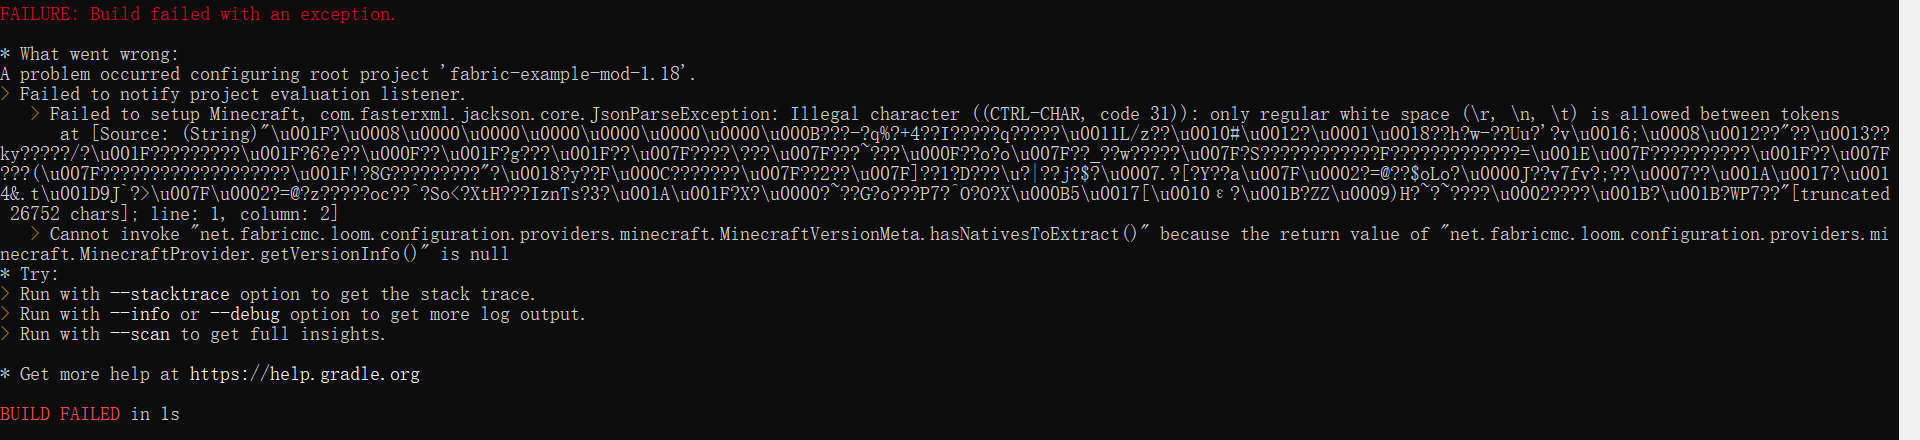 FAILURE: Build failed with an exception.
* What went wrong:
A problem occurred configuring root project 'fabric-example-mod-1.18'.
> Failed to notify project evaluation listener.
> Failed to setup Minecraft, com.fasterxml.jackson.core.JsonParseException: Illegal character ((CTRL-CHAR, code 31)): only regular white space (\r, \n, \t) is allowed between tokens
at [Source: (String)"\u001F?\u0008\u0000\u0000\u0000\u0000\u0000\u0000\u000B???-?q%?+4??I?????q?????\u0011L/z??\u0010#\u0012?\u0001\u0018??h?w-??Uu?'?v\u0016;\u0008\u0012??"??\u0013??
ky?????/?\u001F?????????\u001F?6?e??\u000F??\u001F?g???\u001F??\u007F????\???\u007F???~???\u000F??o?o\u007F??_??w?????\u007F?S????????????F?????????????=\u001E\u007F??????????\u001F??\u007F
???(\u007F???????????????????\u001F!?8G?????????"?\u0018?y??F\u000C???????\u007F??2??\u007F]??1?D???\u?|??j?$?\u0007.?[?Y??a\u007F\u0002?=@??$oLo?\u0000J??v7fv?;??\u0007??\u001A\u0017?\u001
4&.t\u001D9J`?>\u007F\u0002?=@?z?????oc??^?So<?XtH???IznTs?3?\u001A\u001F?X?\u0000?~??G?o???P7?^O?O?X\u000B5\u0017[\u0010ε?\u001B?ZZ\u0009)H?~?~????\u0002????\u001B?\u001B?WP7??"[truncated
26752 chars]; line: 1, column: 2]
> Cannot invoke "net.fabricmc.loom.configuration.providers.minecraft.MinecraftVersionMeta.hasNativesToExtract()" because the return value of "net.fabricmc.loom.configuration.providers.mi
necraft.MinecraftProvider.getVersionInfo()" is null
* Try:
> Run with --stacktrace option to get the stack trace.
> Run with --info or --debug option to get more log output.
> Run with --scan to get full insights.
* Get more help at https://help.gradle.org
BUILD FAILED in 1s